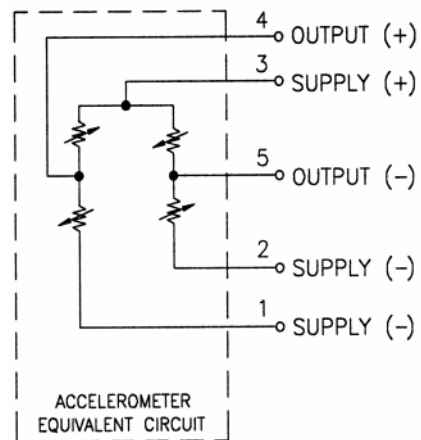 4 OUTPUT (+)
3 SUPPLY (+)
5 OUTPUT (-)
2 SUPPLY (-)
1 SUPPLY (-)
ACCELEROMETER
EQUIVALENT CIRCUIT